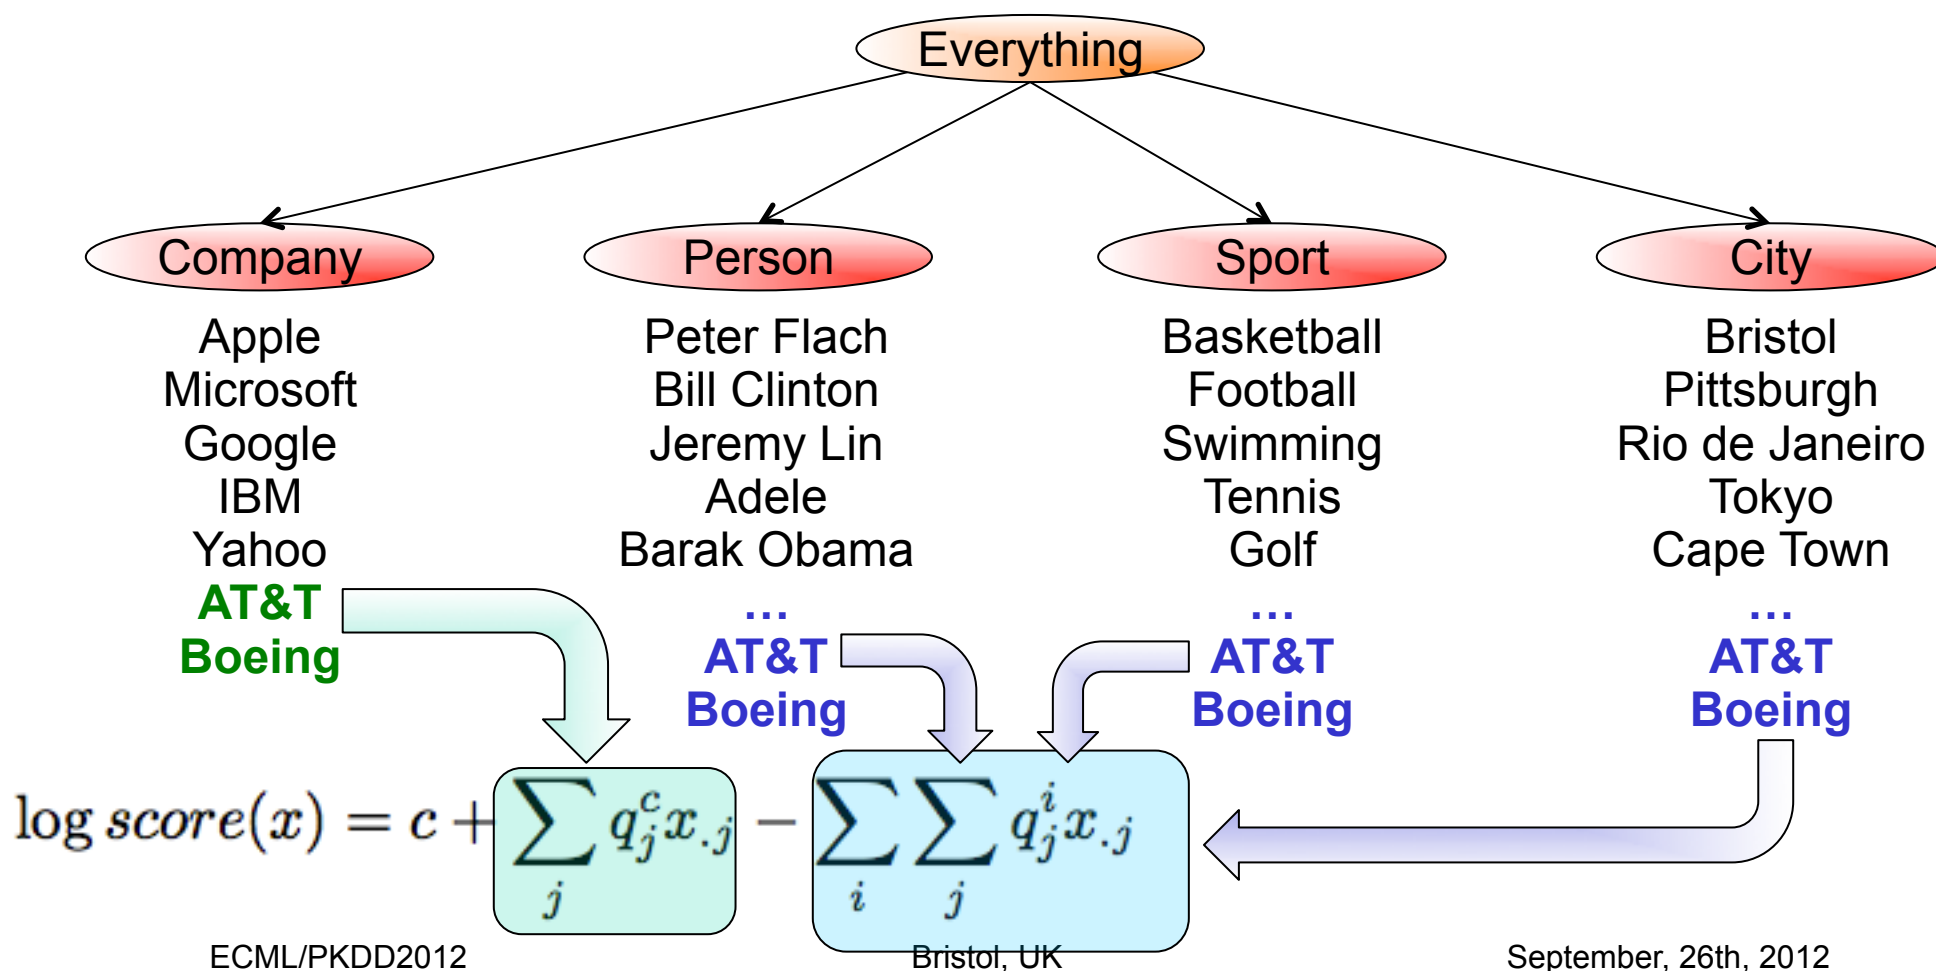 Everything
Company
Person
Sport
City
Apple
Microsoft
Google
IBM
Yahoo
AT&T
Boeing
Peter Flach
Bill Clinton
Jeremy Lin
Adele
Barak Obama
...
AT&T
Boeing
Basketball
Football
Swimming
Tennis
Golf
...
AT&T
Boeing
Bristol
Pittsburgh
Rio de Janeiro
Tokyo
Cape Town
...
AT&T
Boeing
log score(x) = c + ∑_j q_j^c x_{.j} − ∑_i ∑_j q_j^i x_{.j}
ECML/PKDD2012
Bristol, UK
September, 26th, 2012